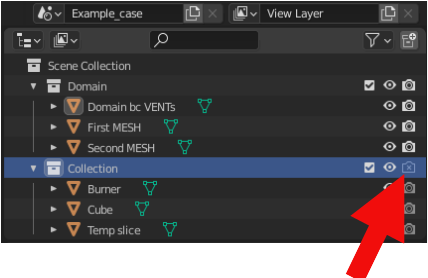 Example_case
View Layer
Scene Collection
Domain
Domain bc VENTs
First MESH
Second MESH
Collection
Burner
Cube
Temp slice